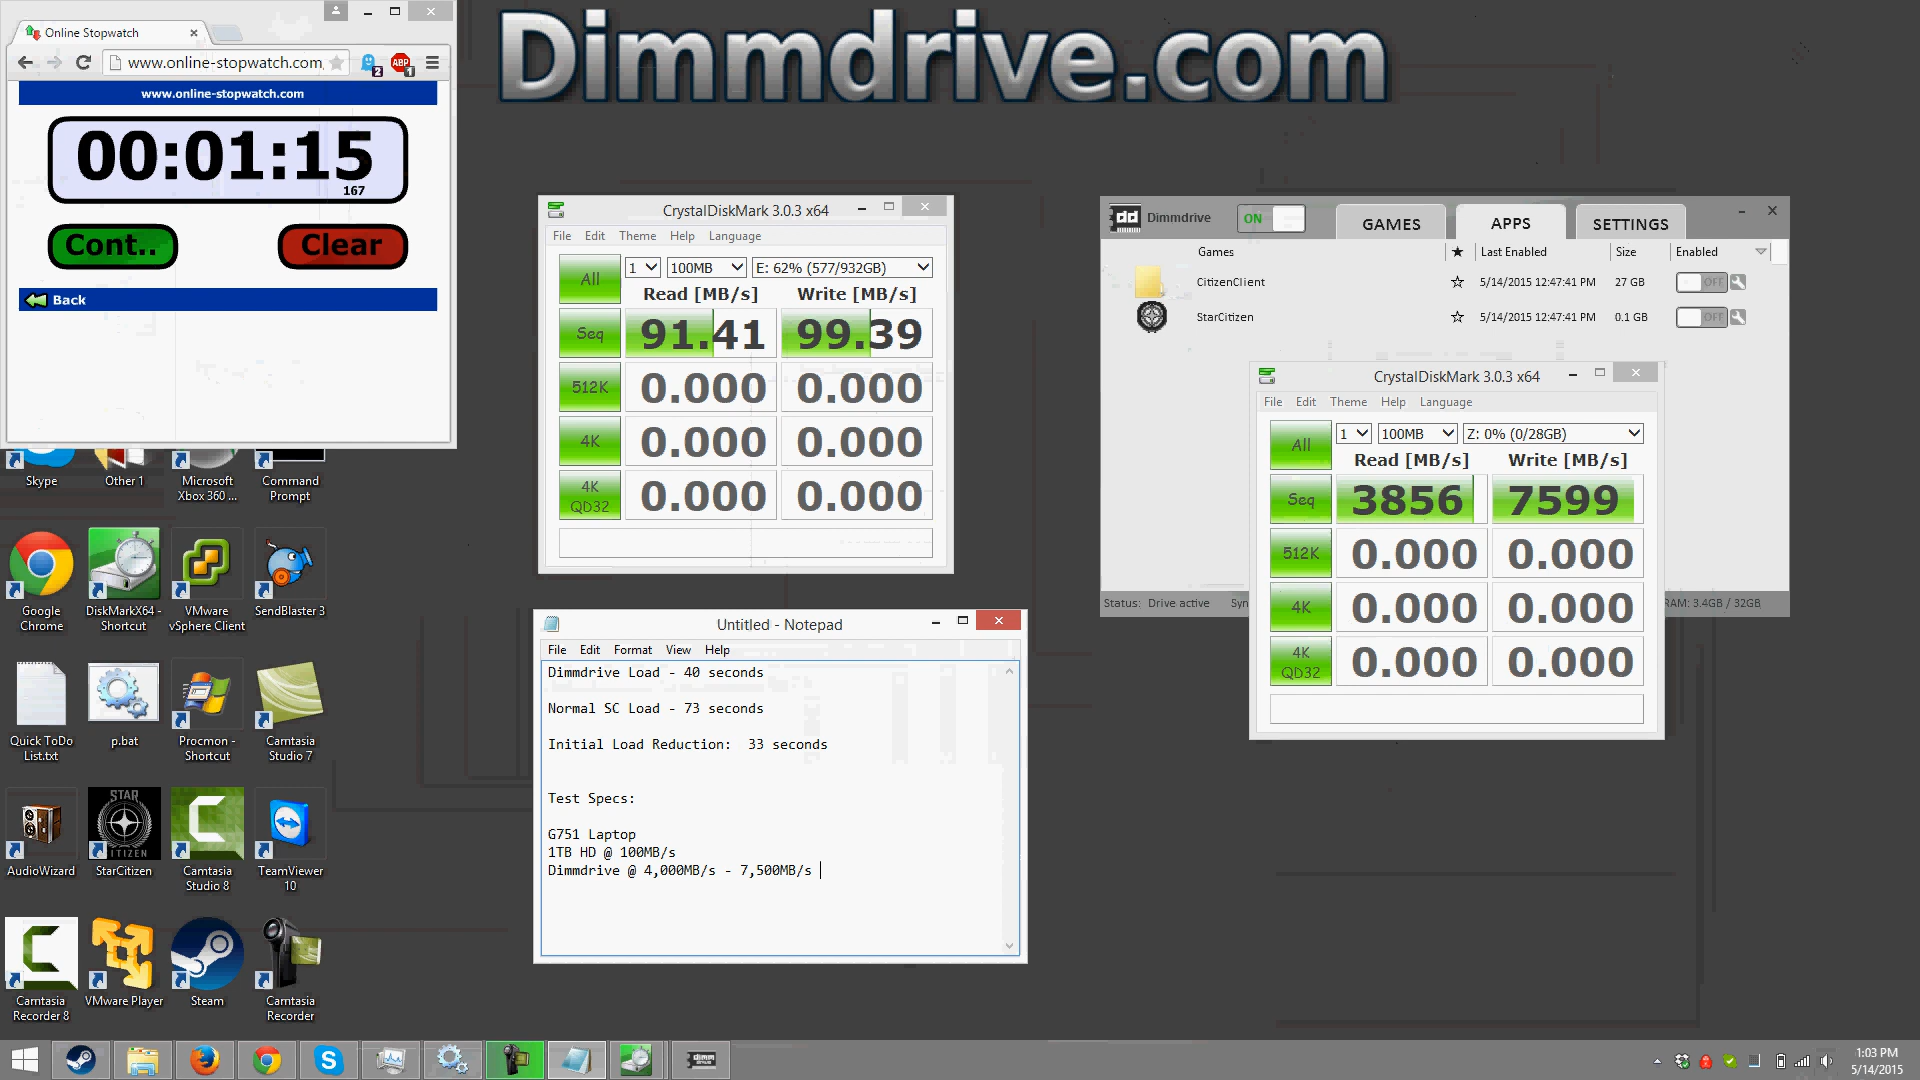 Dimmdrive.com
Online Stopwatch
www.online-stopwatch.com
2
ABP
1
www.online-stopwatch.com
00:01:15
167
Cont..
Clear
Back
CrystalDiskMark 3.0.3 x64
File Edit Theme Help Language
All 1 100MB E: 62% (577/932GB)
Read [MB/s] Write [MB/s]
Seq 91.41 99.39
512K 0.000 0.000
4K 0.000 0.000
4K QD32 0.000 0.000
dd Dimmdrive ON GAMES APPS SETTINGS
Games ★ Last Enabled Size Enabled
CitizenClient ☆ 5/14/2015 12:47:41 PM 27 GB OFF
StarCitizen ☆ 5/14/2015 12:47:41 PM 0.1 GB OFF
Status: Drive active Syn
RAM: 3.4GB / 32GB
CrystalDiskMark 3.0.3 x64
File Edit Theme Help Language
All 1 100MB Z: 0% (0/28GB)
Read [MB/s] Write [MB/s]
Seq 3856 7599
512K 0.000 0.000
4K 0.000 0.000
4K QD32 0.000 0.000
Untitled - Notepad
File Edit Format View Help
Dimmdrive Load - 40 seconds
Normal SC Load - 73 seconds
Initial Load Reduction: 33 seconds
Test Specs:
G751 Laptop
1TB HD @ 100MB/s
Dimmdrive @ 4,000MB/s - 7,500MB/s
Skype
Other 1
Microsoft Xbox 360 ...
Command Prompt
Google Chrome
DiskMarkX64 - Shortcut
VMware vSphere Client
SendBlaster 3
Quick ToDo List.txt
p.bat
Procmon - Shortcut
Camtasia Studio 7
STAR
CITIZEN
AudioWizard
StarCitizen
Camtasia Studio 8
TeamViewer 10
Camtasia Recorder 8
VMware Player
Steam
Camtasia Recorder
1:03 PM
5/14/2015